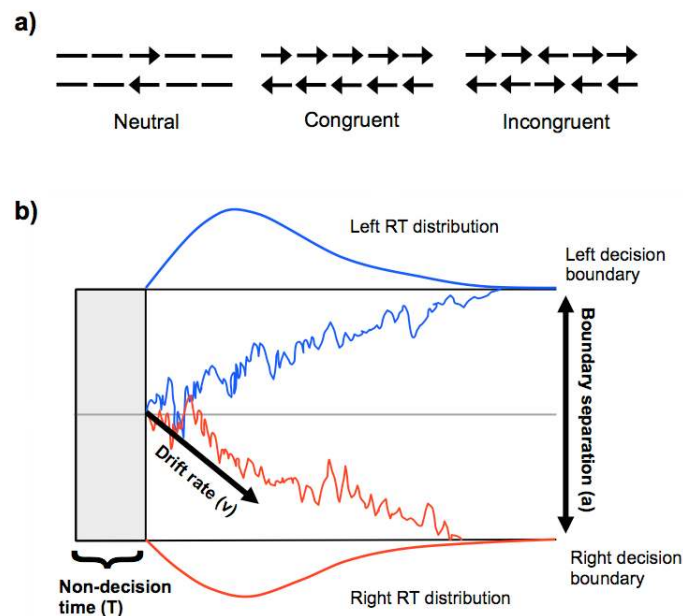 a)
Neutral
Congruent
Incongruent
b)
Left RT distribution
Left decision
boundary
Boundary separation (a)
Drift rate (v)
Non-decision
time (T)
Right RT distribution
Right decision
boundary